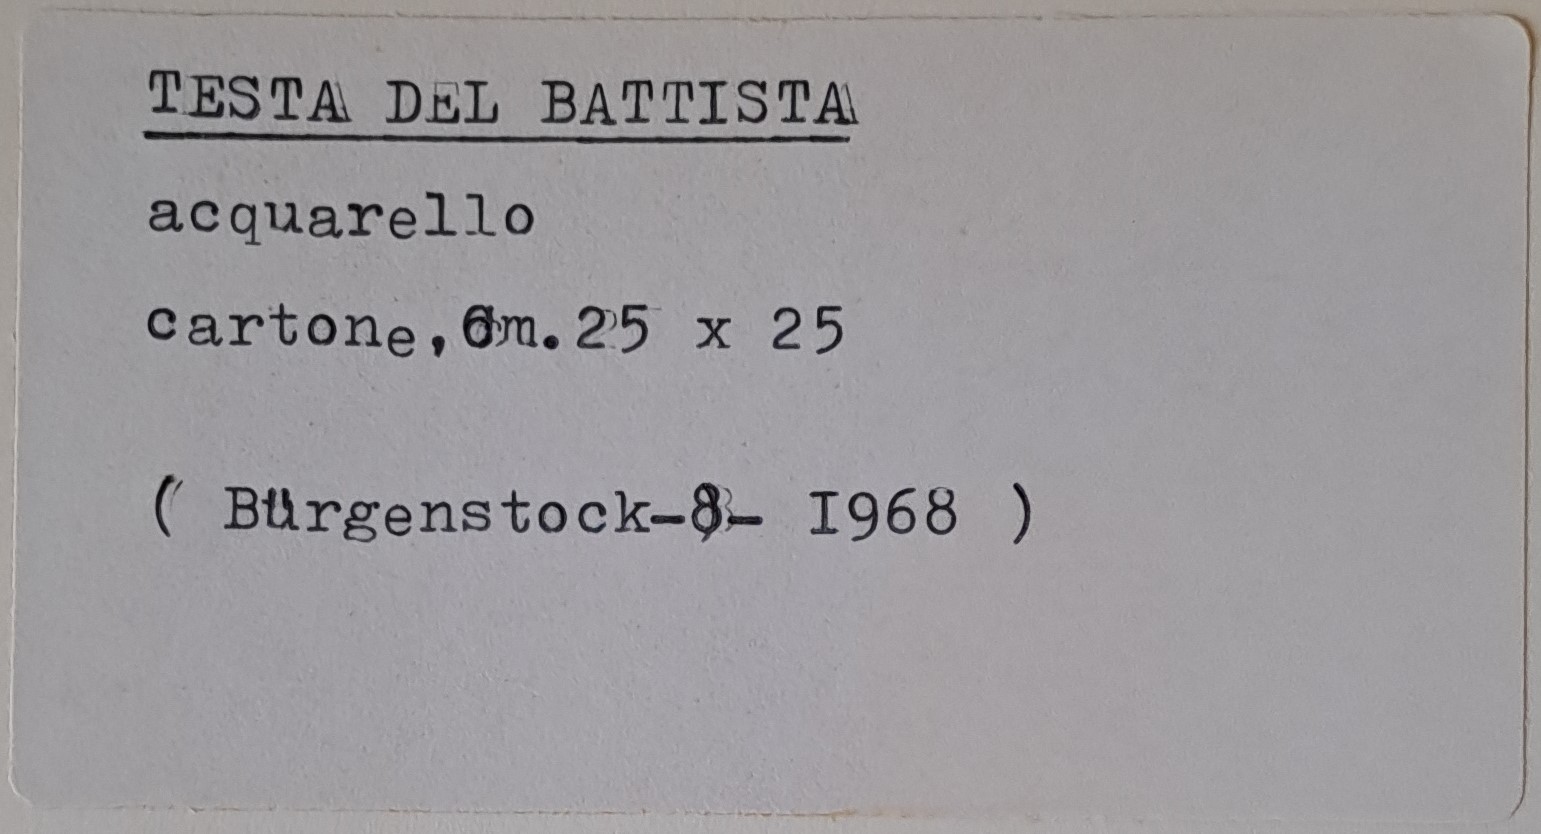 TESTA DEL BATTISTA
acquarello
cartone,cm.25 x 25
( Bürgenstock-8- I968 )